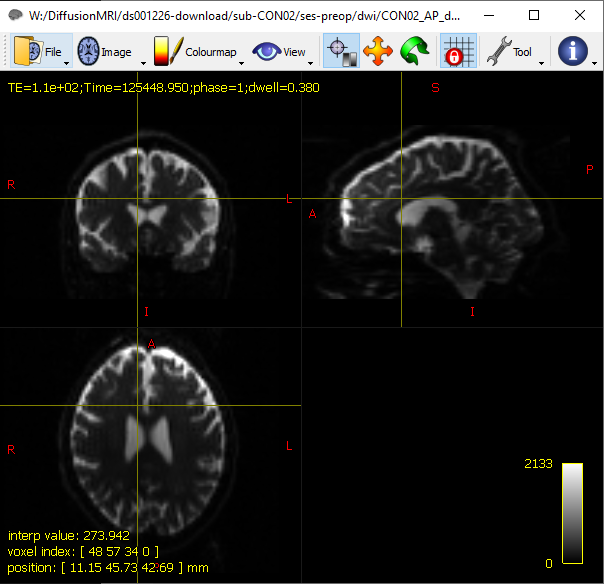 W:/DiffusionMRI/ds001226-download/sub-CON02/ses-preop/dwi/CON02_AP_d...
File Image Colourmap View Tool
TE=1.1e+02;Time=125448.950;phase=1;dwell=0.380
S
R
L
A
P
I
I
A
R
L
2133
0
interp value: 273.942
voxel index: [ 48 57 34 0 ]
position: [ 11.15 45.73 42.69 ] mm